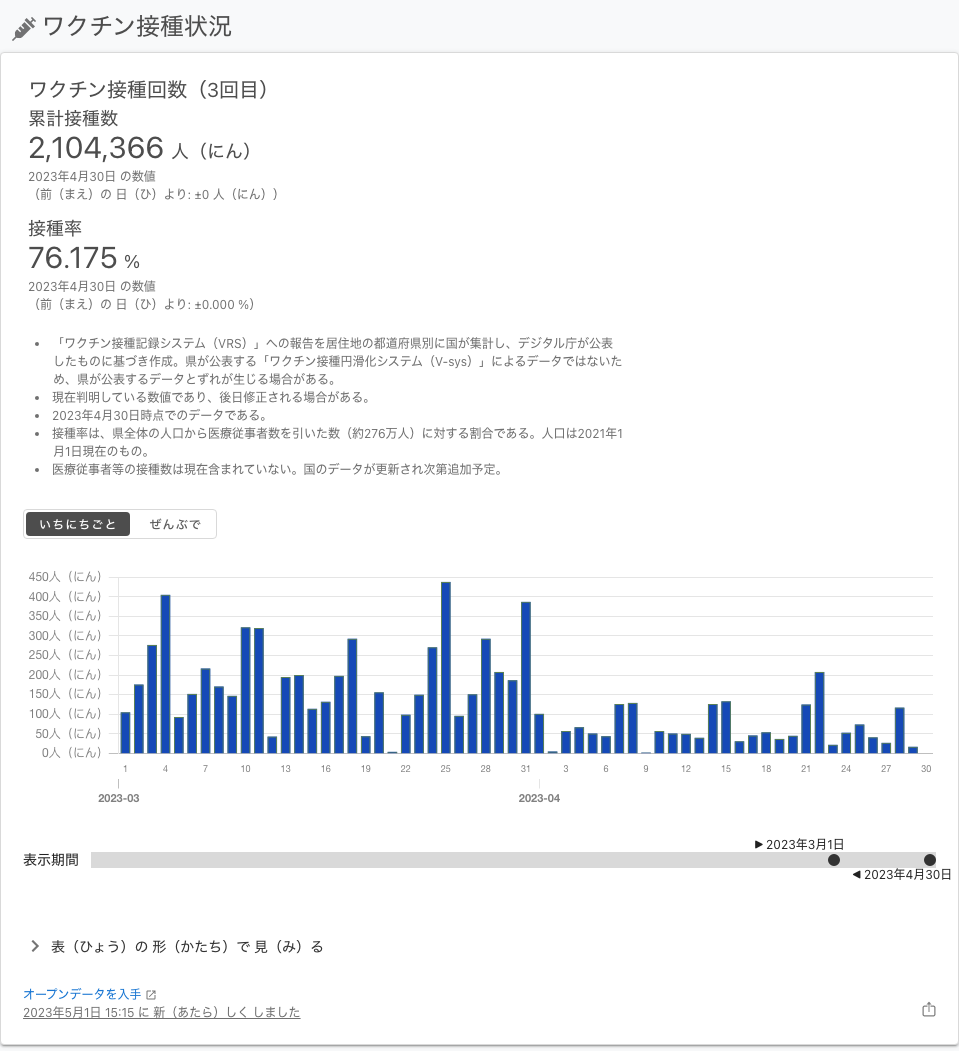 ワクチン接種状況
ワクチン接種回数（3回目）
累計接種数
2,104,366 人（にん）
2023年4月30日 の数値
（前（まえ）の 日（ひ）より: ±0 人（にん））
接種率
76.175 %
2023年4月30日 の数値
（前（まえ）の 日（ひ）より: ±0.000 %）
• 「ワクチン接種記録システム（VRS）」への報告を居住地の都道府県別に国が集計し、デジタル庁が公表
したものに基づき作成。県が公表する「ワクチン接種円滑化システム（V-sys）」によるデータではないた
め、県が公表するデータとずれが生じる場合がある。
• 現在判明している数値であり、後日修正される場合がある。
• 2023年4月30日時点でのデータである。
• 接種率は、県全体の人口から医療従事者数を引いた数（約276万人）に対する割合である。人口は2021年1
月1日現在のもの。
• 医療従事者等の接種数は現在含まれていない。国のデータが更新され次第追加予定。
いちにちごと ぜんぶで
450人（にん）
400人（にん）
350人（にん）
300人（にん）
250人（にん）
200人（にん）
150人（にん）
100人（にん）
50人（にん）
0人（にん）
1 4 7 10 13 16 19 22 25 28 31 3 6 9 12 15 18 21 24 27 30
2023-03 2023-04
2023年3月1日
表示期間
2023年4月30日
表（ひょう）の 形（かたち）で 見（み）る
オープンデータを入手
2023年5月1日 15:15 に 新（あたら）しく しました